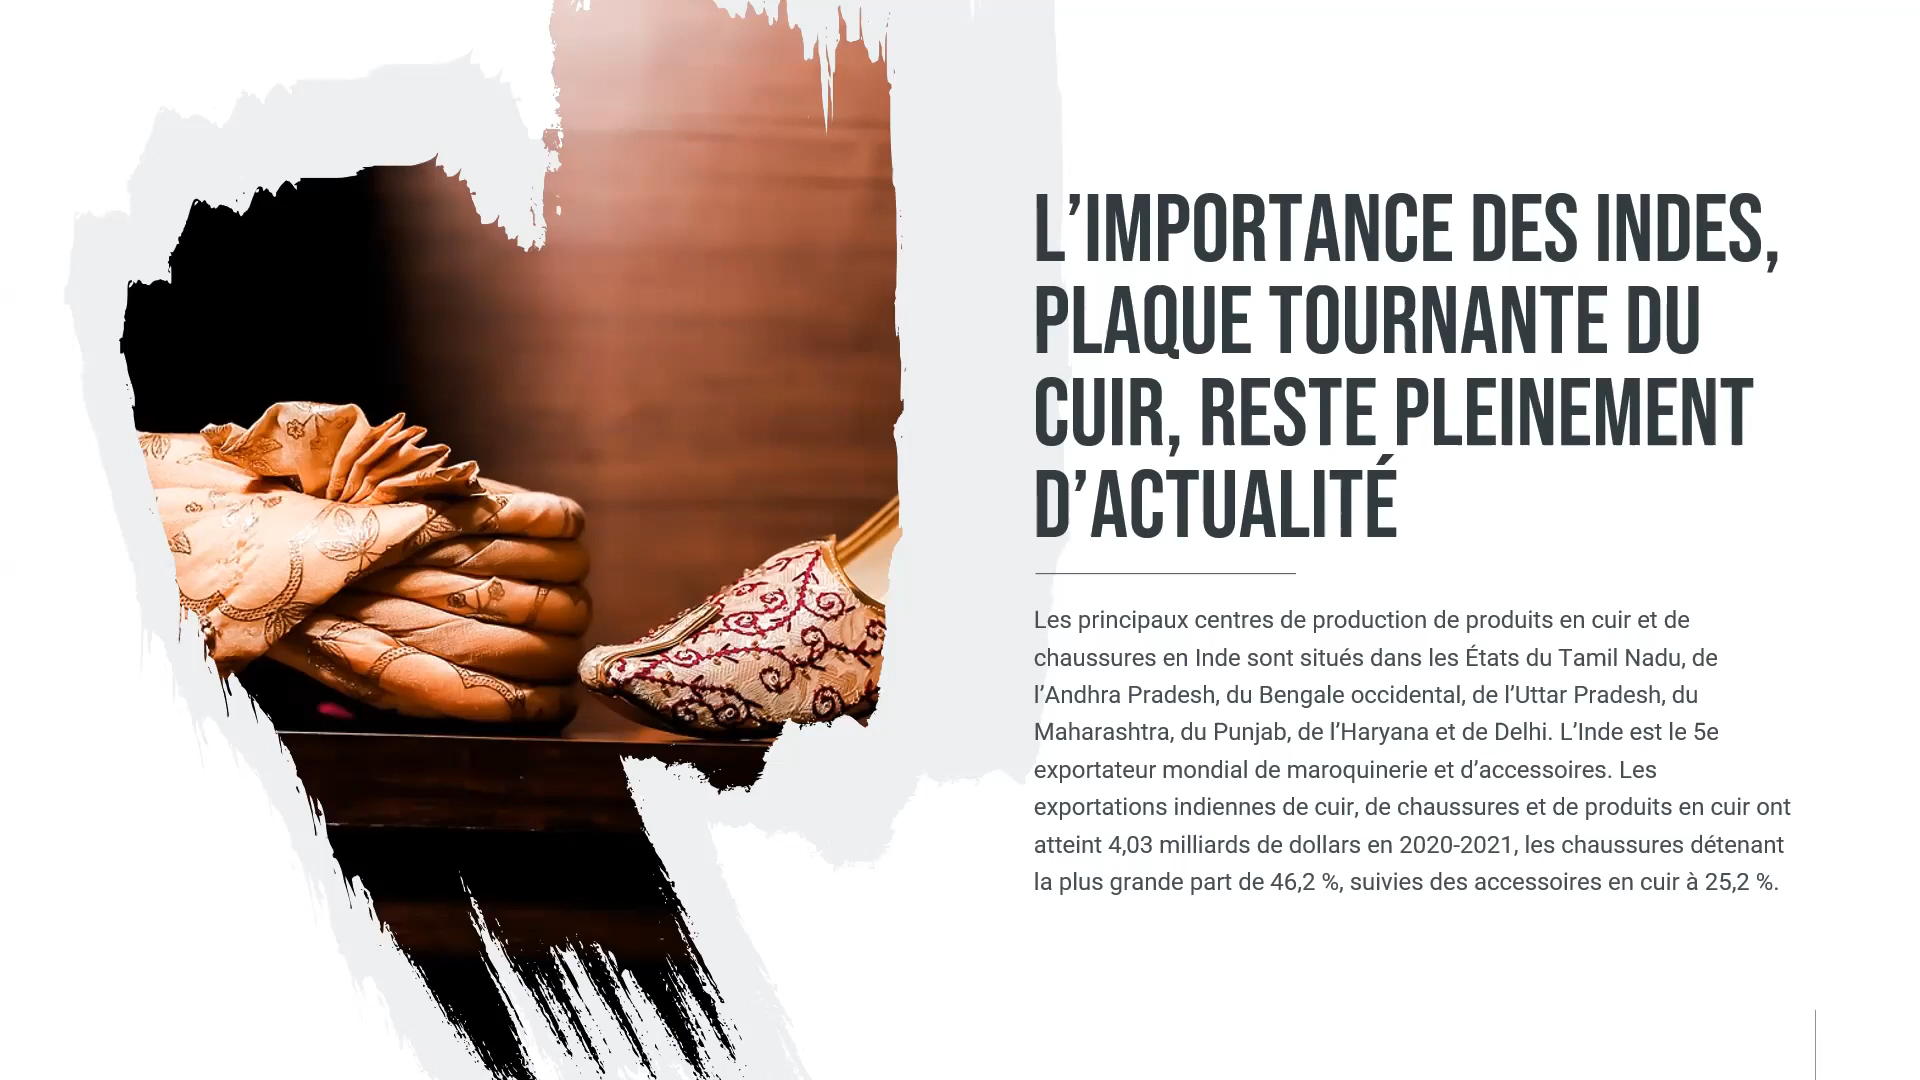 L’IMPORTANCE DES INDES,
PLAQUE TOURNANTE DU
CUIR, RESTE PLEINEMENT
D’ACTUALITÉ
Les principaux centres de production de produits en cuir et de
chaussures en Inde sont situés dans les États du Tamil Nadu, de
l’Andhra Pradesh, du Bengale occidental, de l’Uttar Pradesh, du
Maharashtra, du Punjab, de l’Haryana et de Delhi. L’Inde est le 5e
exportateur mondial de maroquinerie et d’accessoires. Les
exportations indiennes de cuir, de chaussures et de produits en cuir ont
atteint 4,03 milliards de dollars en 2020-2021, les chaussures détenant
la plus grande part de 46,2 %, suivies des accessoires en cuir à 25,2 %.